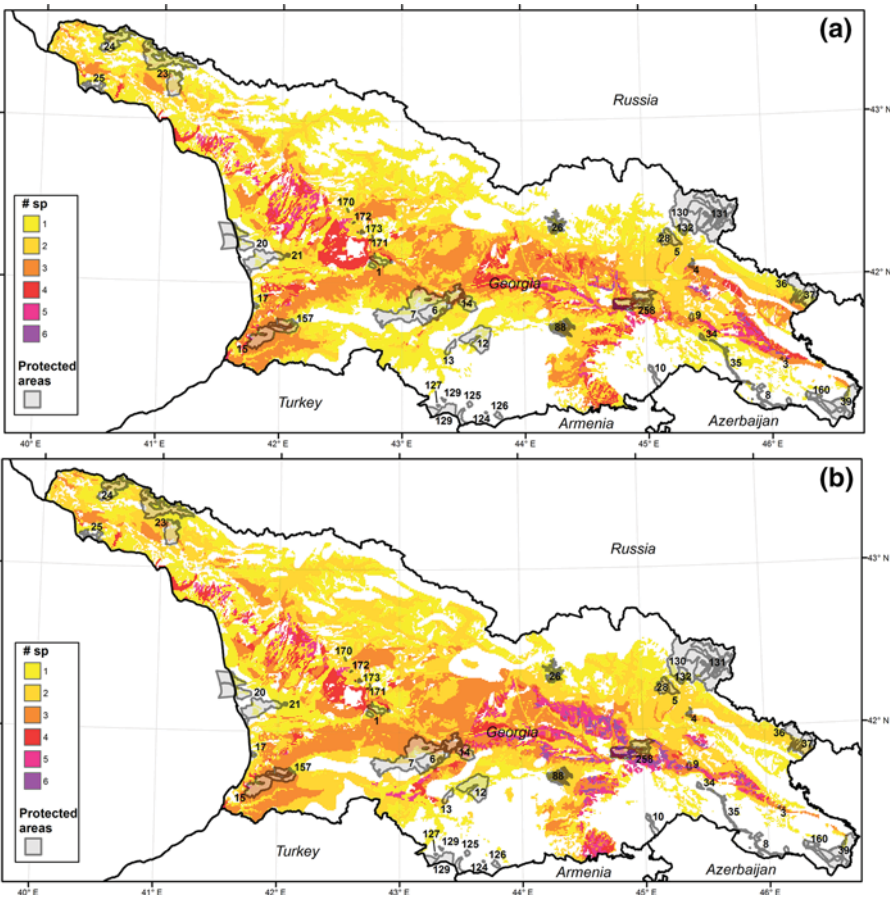 (a)
Russia
43° N
24
23
25
# sp
1
2
3
4
5
6
Protected
areas
170
172
173
171
1
20
21
17
157
15
26
130
131
132
28
5
4
42° N
36
37
Georgia
14
7
6
258
9
88
34
13
12
10
35
3
127
129
125
8
160
126
39
129
124
Turkey
Armenia
Azerbaijan
40° E
41° E
42° E
43° E
44° E
45° E
46° E
(b)
Russia
43° N
24
23
25
# sp
1
2
3
4
5
6
Protected
areas
170
172
173
171
1
20
21
17
157
15
26
130
131
132
28
5
4
42° N
36
37
Georgia
14
7
6
258
9
88
34
13
12
10
35
3
127
129
125
8
160
126
39
129
124
Turkey
Armenia
Azerbaijan
40° E
41° E
42° E
43° E
44° E
45° E
46° E